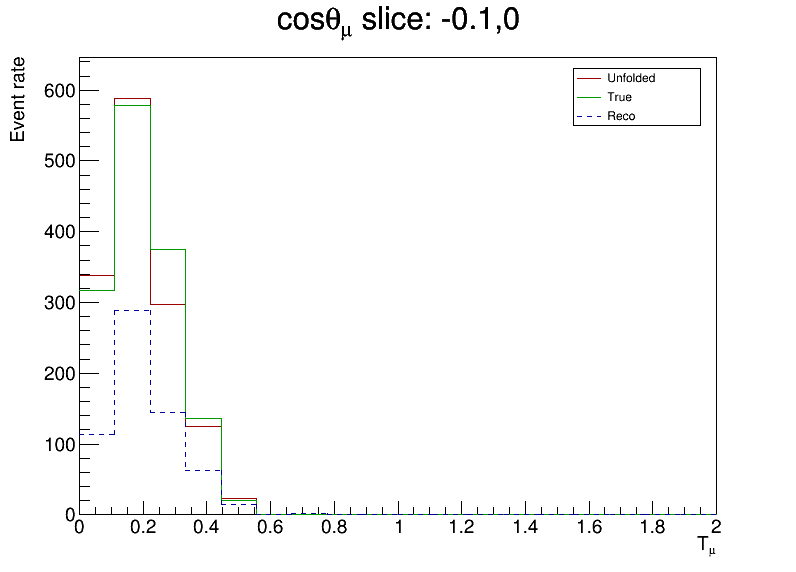 cosθμ slice: -0.1,0
Event rate
600
500
400
300
200
100
0
Unfolded
True
Reco
0 0.2 0.4 0.6 0.8 1 1.2 1.4 1.6 1.8 2
Tμ